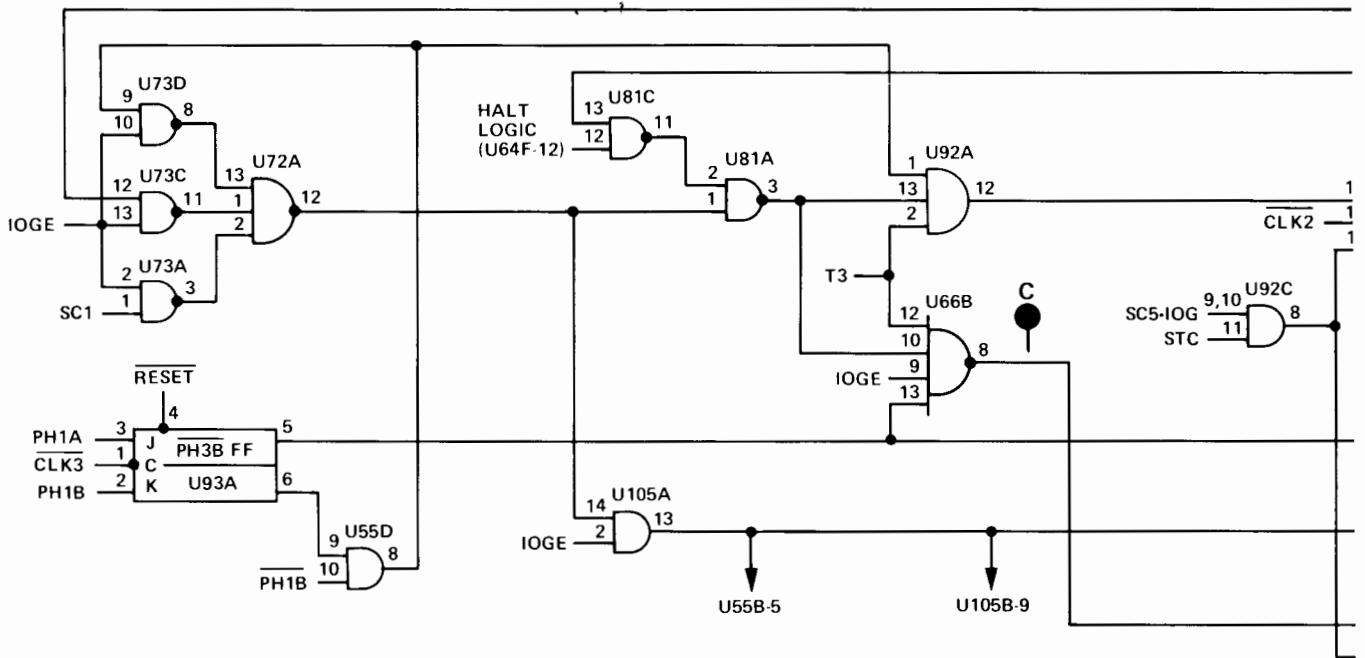 U73D
9
8
10
U73C
12
11
13
IOGE
U73A
2
3
1
SC1
U72A
13
12
1
2
HALT
LOGIC
(U64F-12)
U81C
13
11
12
U81A
2
3
1
U92A
1
13
12
2
1
CLK2
1
1
T3
U66B
12
10
8
IOGE
9
13
C
U92C
SC5•IOG
9,10
8
STC
11
RESET
4
PH1A
3
J
PH3B FF
5
CLK3
1
C
PH1B
2
K
U93A
6
U55D
9
8
PH1B
10
U105A
14
13
IOGE
2
U55B-5
U105B-9